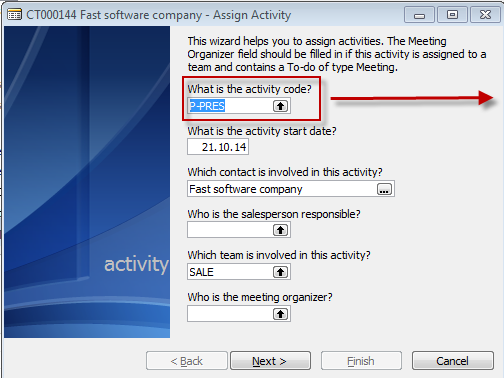 CT000144 Fast software company - Assign Activity
This wizard helps you to assign activities. The Meeting
Organizer field should be filled in if this activity is assigned to a
team and contains a To-do of type Meeting.
What is the activity code?
P-PRES
What is the activity start date?
21.10.14
Which contact is involved in this activity?
Fast software company ...
Who is the salesperson responsible?
Which team is involved in this activity?
activity
SALE
Who is the meeting organizer?
< Back Next > Finish Cancel